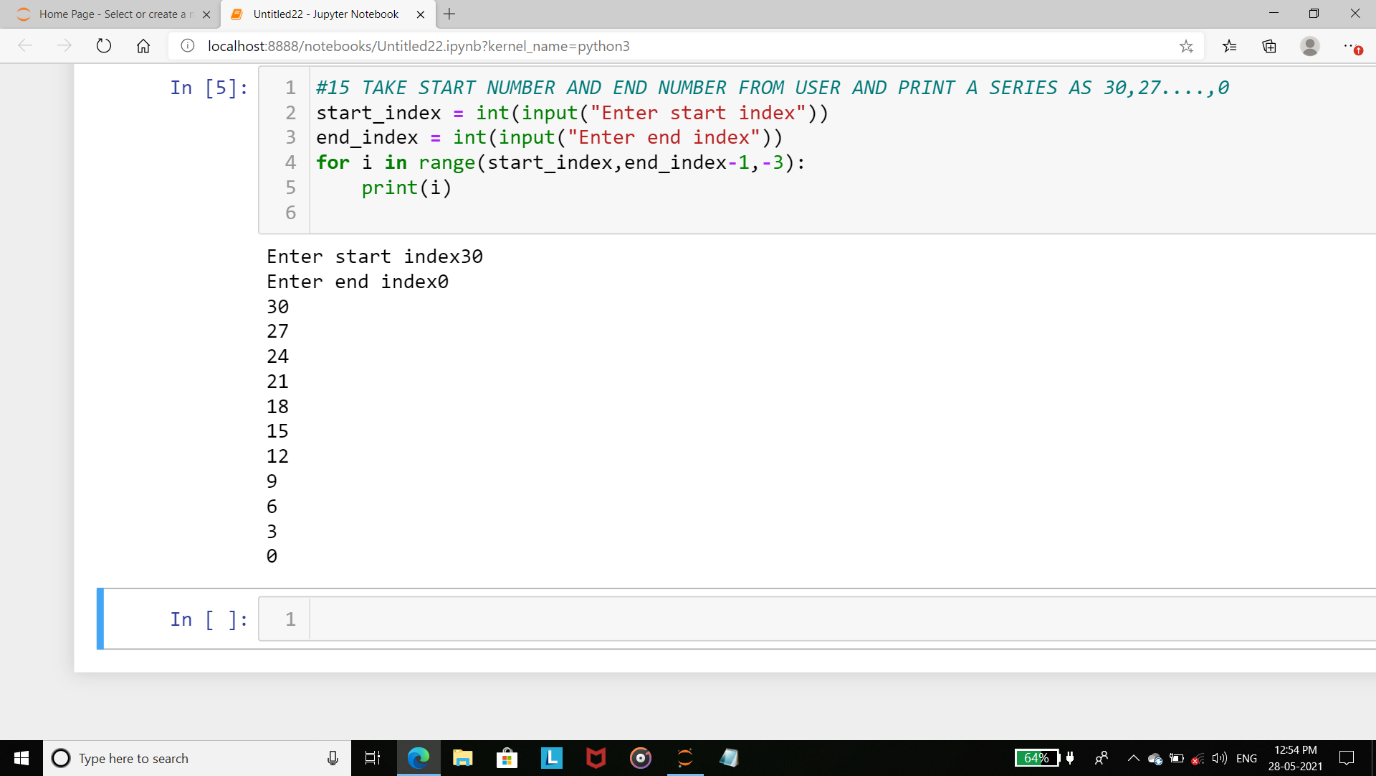 Home Page - Select or create a n
Untitled22 - Jupyter Notebook
localhost:8888/notebooks/Untitled22.ipynb?kernel_name=python3
In [5]:
1 #15 TAKE START NUMBER AND END NUMBER FROM USER AND PRINT A SERIES AS 30,27....,0
2 start_index = int(input("Enter start index"))
3 end_index = int(input("Enter end index"))
4 for i in range(start_index,end_index-1,-3):
5     print(i)
6
Enter start index30
Enter end index0
30
27
24
21
18
15
12
9
6
3
0
In [ ]: 1
Type here to search
L
64%
ENG
12:54 PM
28-05-2021